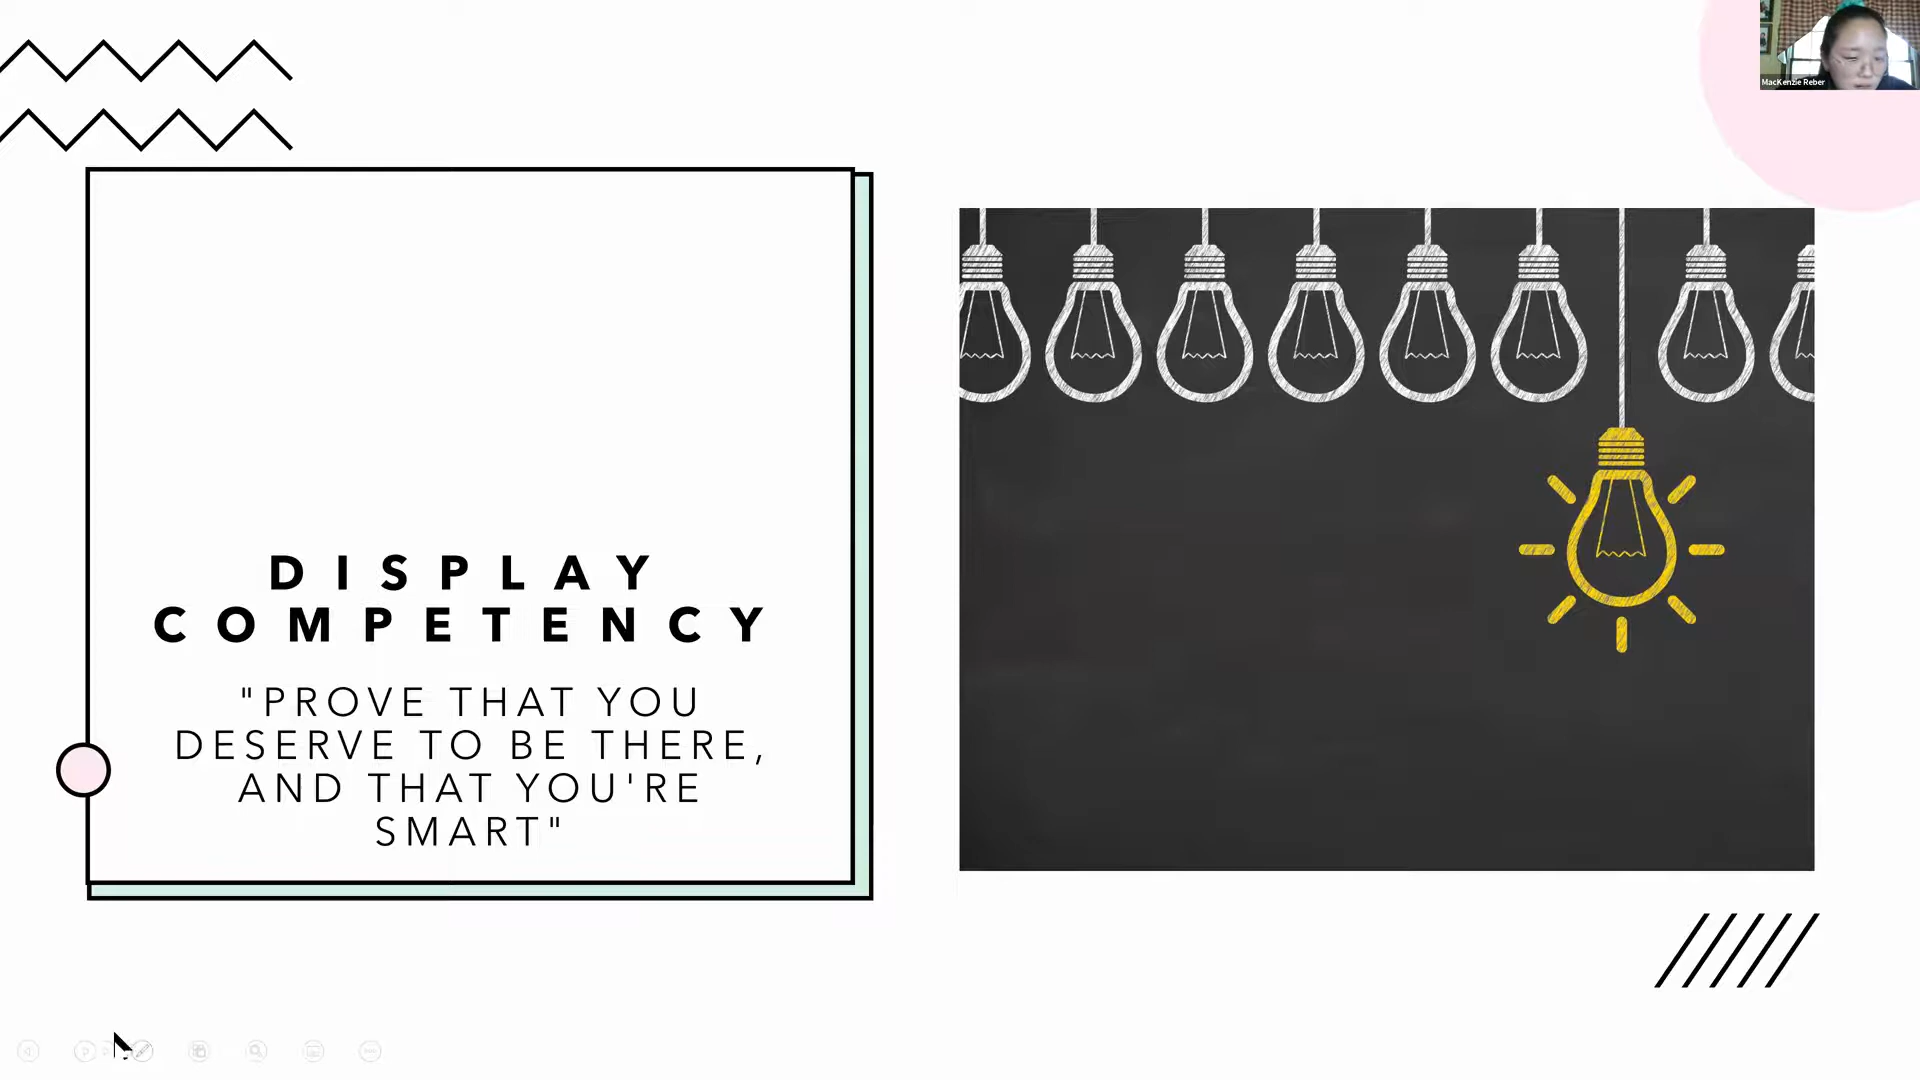 MacKenzie Reber
DISPLAY
COMPETENCY
"PROVE THAT YOU
DESERVE TO BE THERE,
AND THAT YOU'RE
SMART"